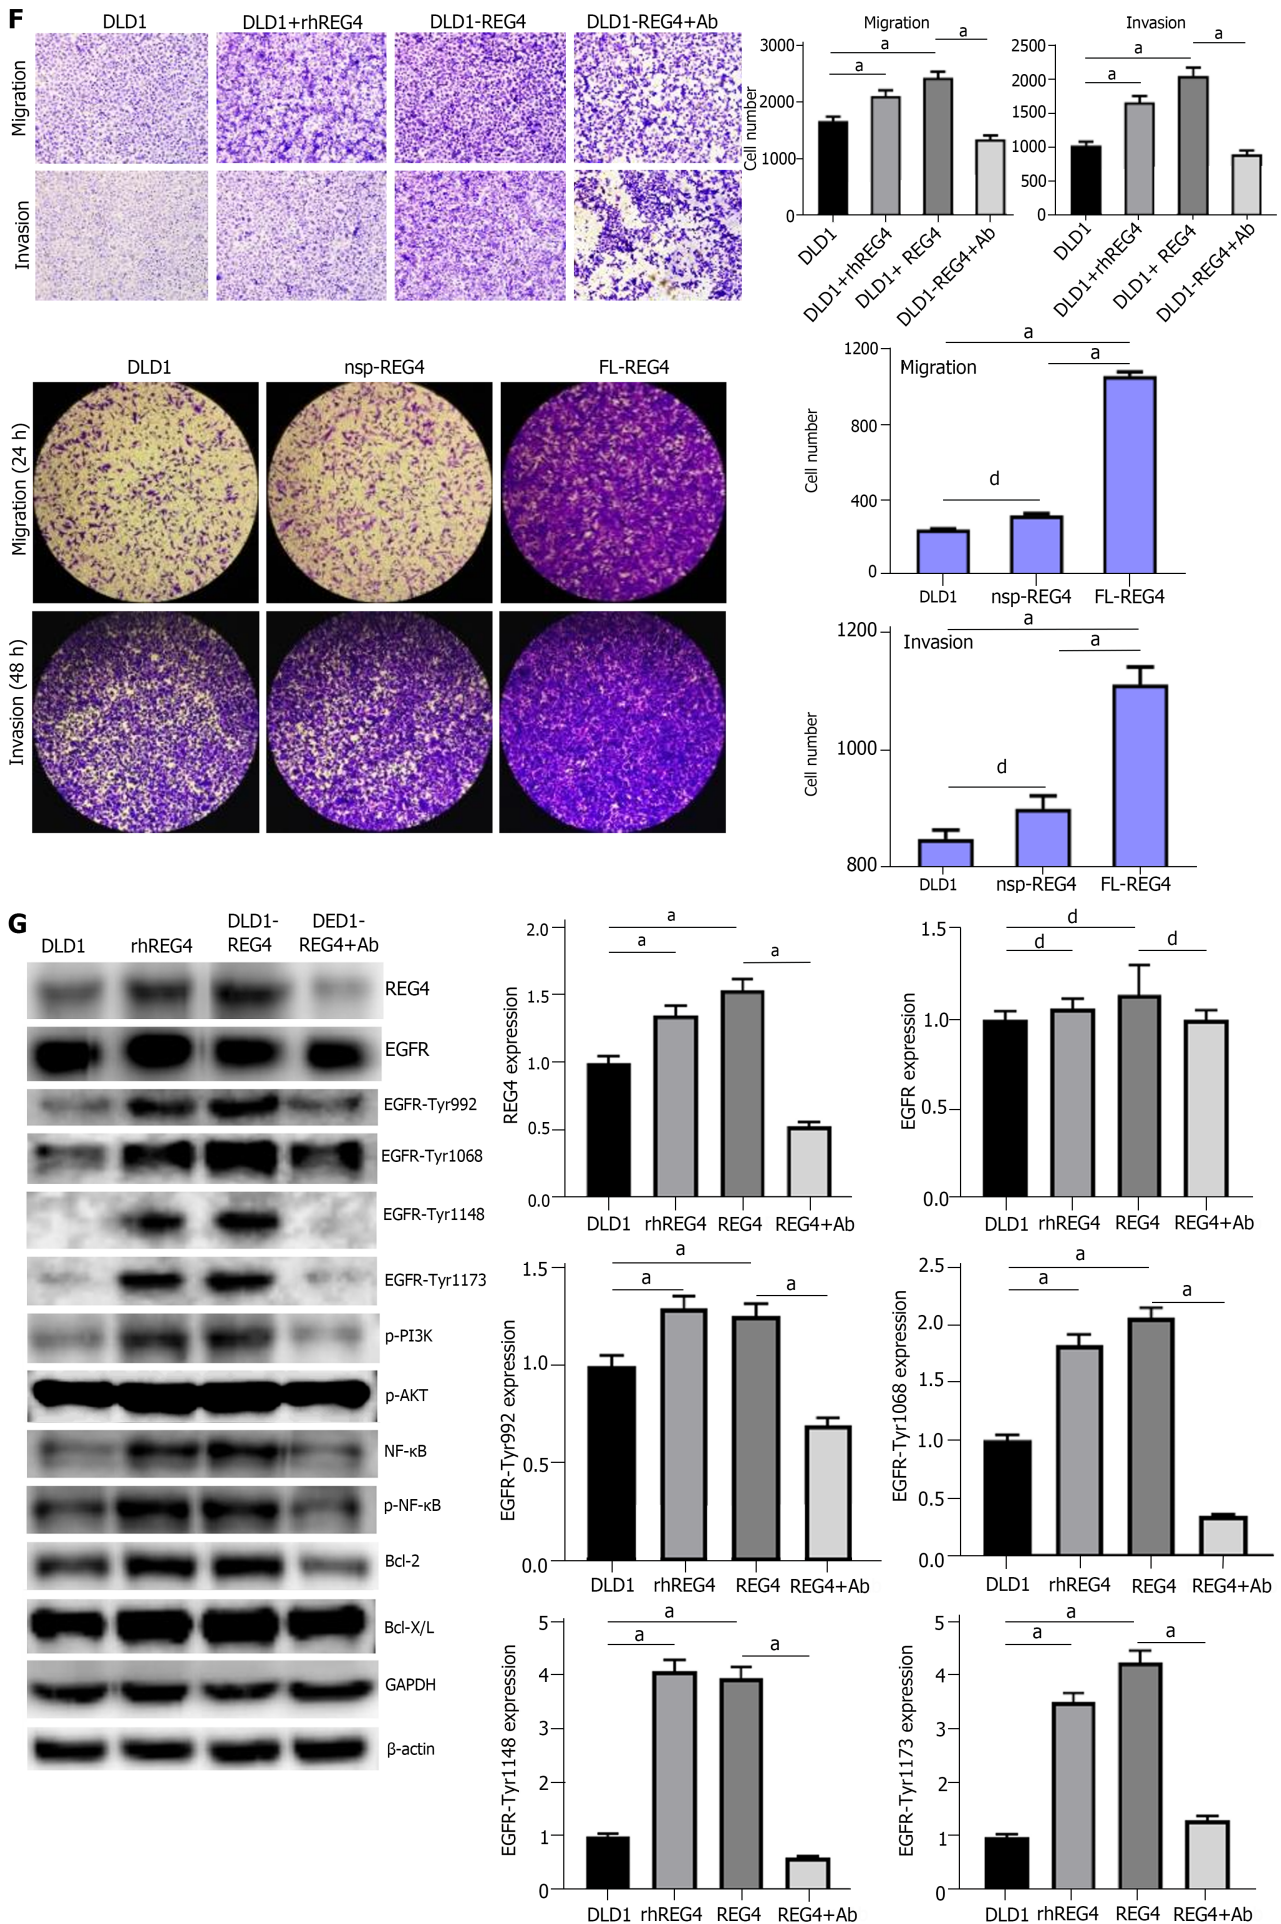 F
DLD1
DLD1+rhREG4
DLD1-REG4
DLD1-REG4+Ab
Migration
Invasion
Migration
Cell number
3000
2000
1000
0
a
a
a
DLD1
DLD1+rhREG4
DLD1+ REG4
DLD1-REG4+Ab
Invasion
2500
2000
1500
1000
500
0
a
a
a
DLD1
DLD1+rhREG4
DLD1+ REG4
DLD1-REG4+Ab
DLD1
nsp-REG4
FL-REG4
Migration (24 h)
Invasion (48 h)
Migration
Cell number
1200
800
400
0
a
a
d
DLD1
nsp-REG4
FL-REG4
Invasion
Cell number
1200
1000
800
a
a
d
DLD1
nsp-REG4
FL-REG4
G
DLD1
rhREG4
DLD1-
REG4
DED1-
REG4+Ab
REG4
EGFR
EGFR-Tyr992
EGFR-Tyr1068
EGFR-Tyr1148
EGFR-Tyr1173
p-PI3K
p-AKT
NF-κB
p-NF-κB
Bcl-2
Bcl-X/L
GAPDH
β-actin
REG4 expression
2.0
1.5
1.0
0.5
0.0
a
a
a
DLD1
rhREG4
REG4
REG4+Ab
EGFR expression
1.5
1.0
0.5
0.0
d
d
d
DLD1
rhREG4
REG4
REG4+Ab
EGFR-Tyr992 expression
1.5
1.0
0.5
0.0
a
a
a
DLD1
rhREG4
REG4
REG4+Ab
EGFR-Tyr1068 expression
2.5
2.0
1.5
1.0
0.5
0.0
a
a
a
DLD1
rhREG4
REG4
REG4+Ab
EGFR-Tyr1148 expression
5
4
3
2
1
0
a
a
a
DLD1
rhREG4
REG4
REG4+Ab
EGFR-Tyr1173 expression
5
4
3
2
1
0
a
a
a
DLD1
rhREG4
REG4
REG4+Ab